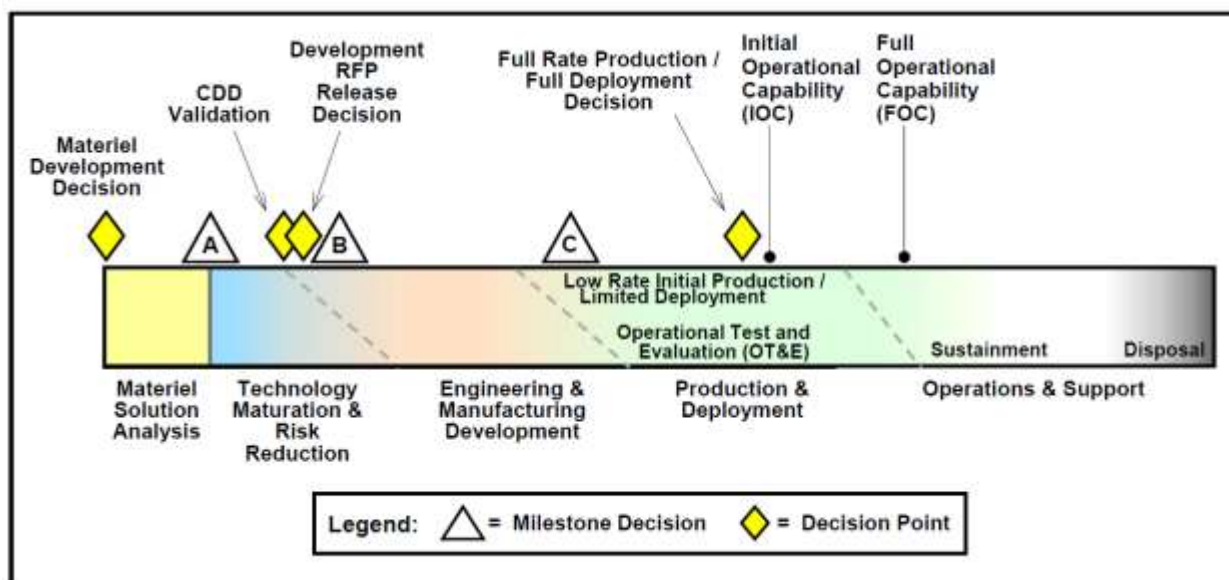 Materiel
Development
Decision
CDD
Validation
Development
RFP
Release
Decision
Full Rate Production /
Full Deployment
Decision
Initial
Operational
Capability
(IOC)
Full
Operational
Capability
(FOC)
A
B
C
Low Rate Initial Production /
Limited Deployment
Operational Test and
Evaluation (OT&E)
Sustainment
Disposal
Materiel
Solution
Analysis
Technology
Maturation &
Risk
Reduction
Engineering &
Manufacturing
Development
Production &
Deployment
Operations & Support
Legend:
= Milestone Decision
= Decision Point